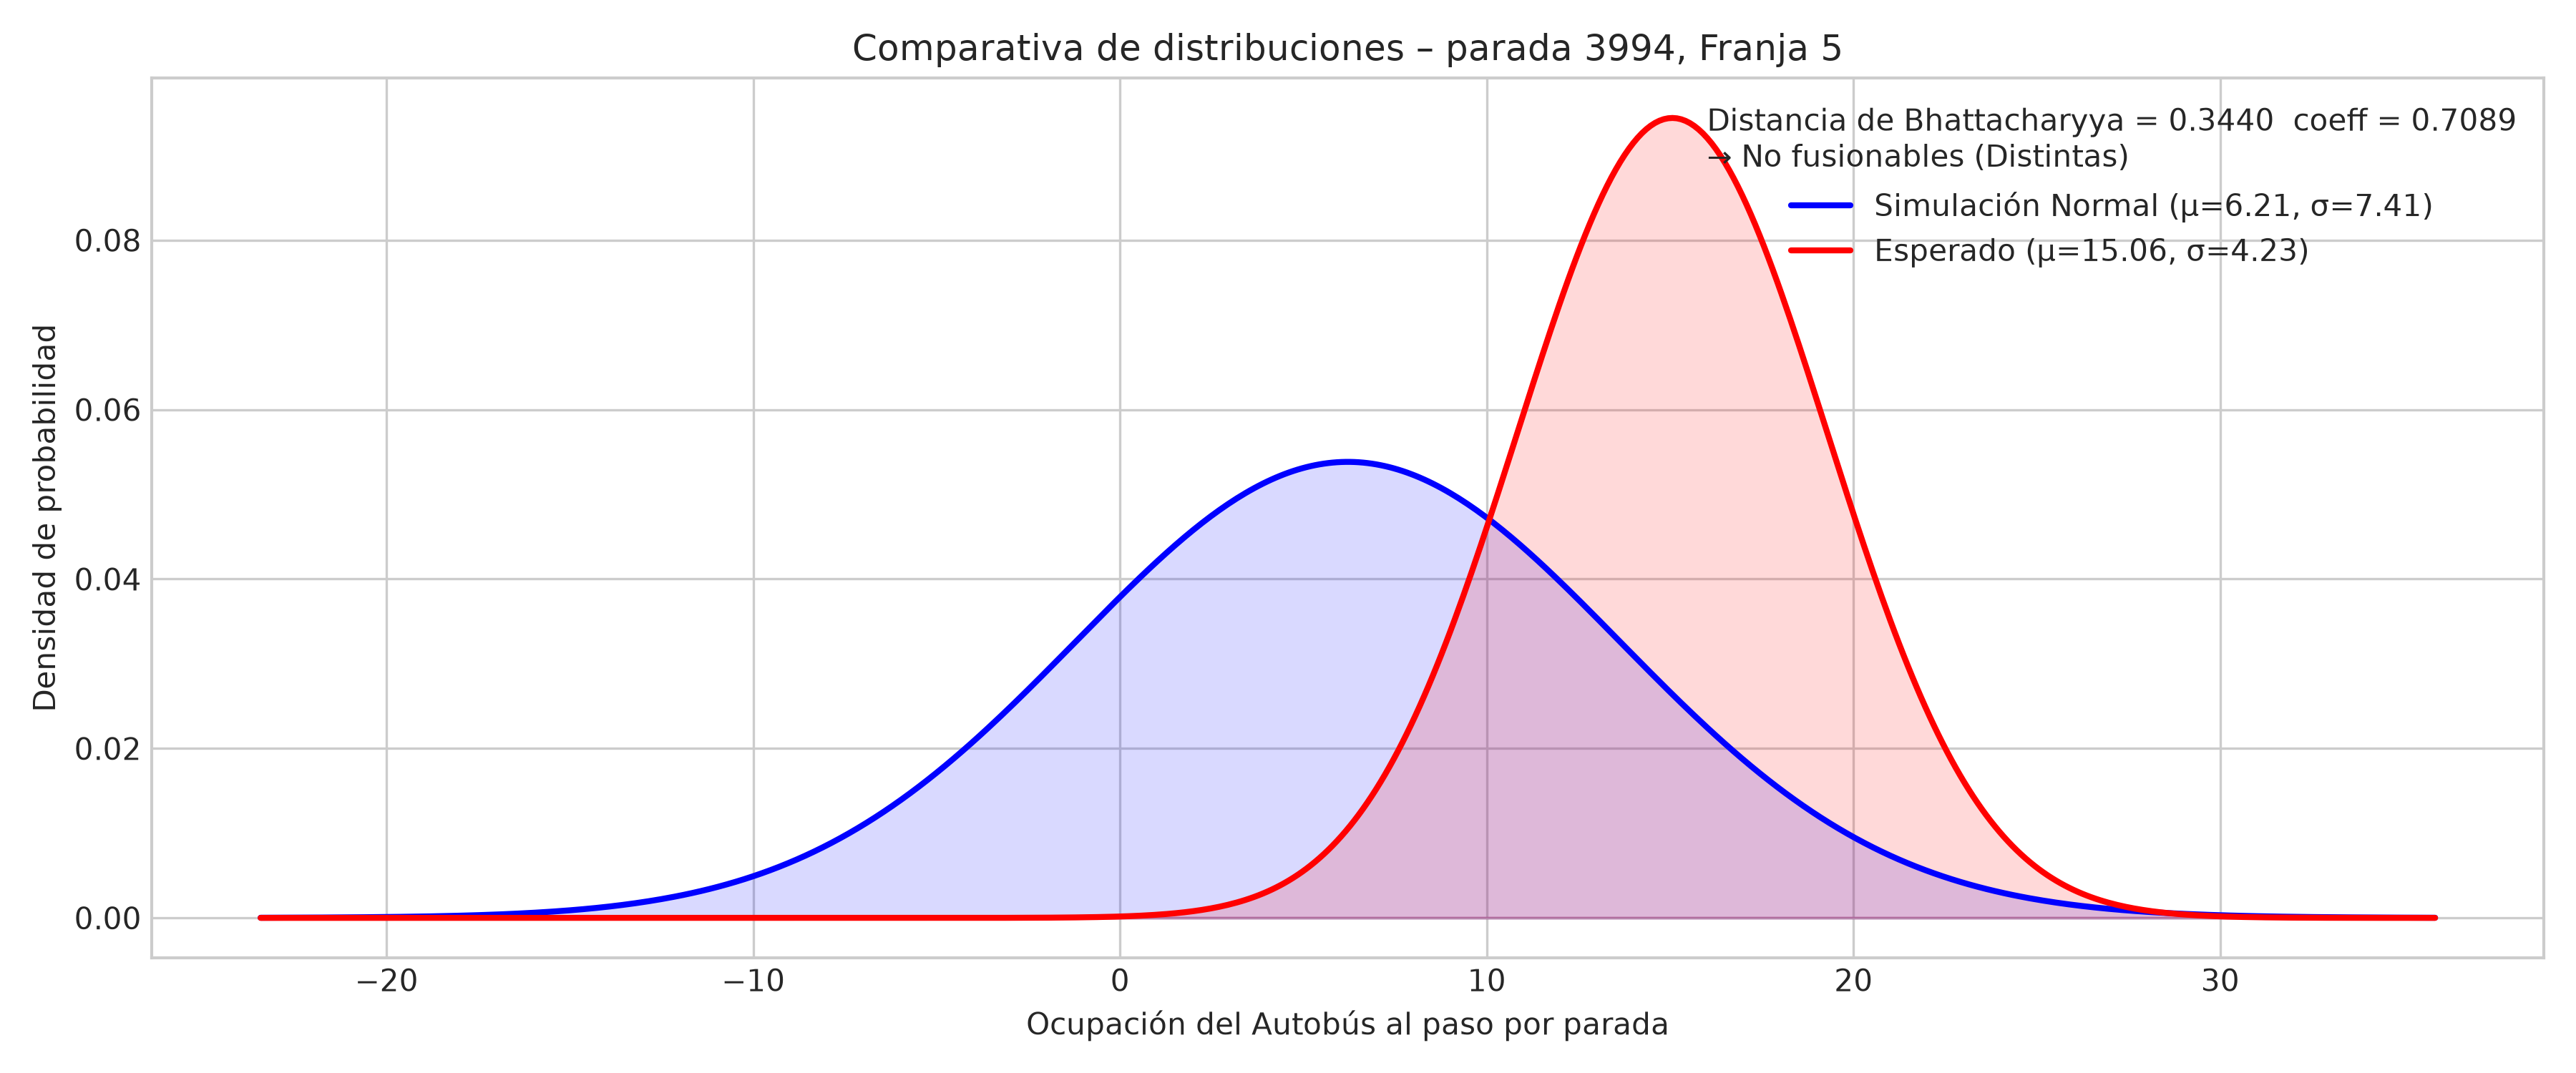 Comparativa de distribuciones – parada 3994, Franja 5
Distancia de Bhattacharyya = 0.3440  coeff = 0.7089
→ No fusionables (Distintas)
Simulación Normal (μ=6.21, σ=7.41)
Esperado (μ=15.06, σ=4.23)
Densidad de probabilidad
0.08
0.06
0.04
0.02
0.00
−20 −10 0 10 20 30
Ocupación del Autobús al paso por parada